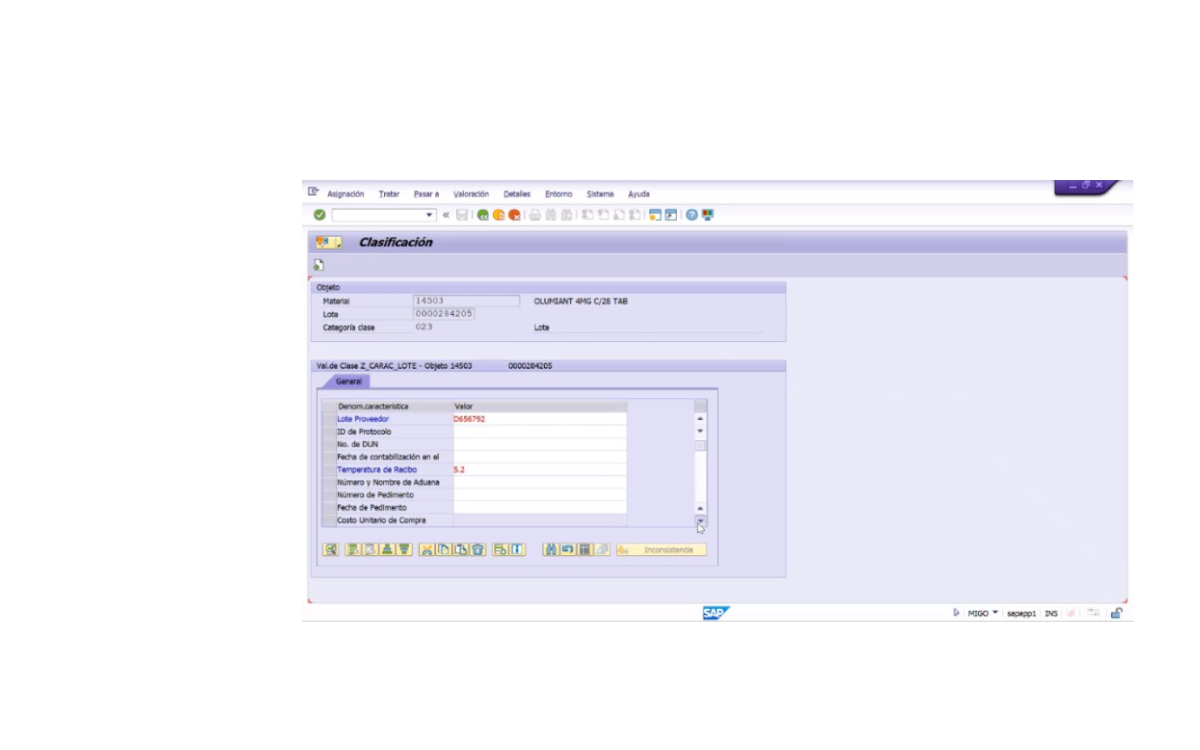 Asignación Tratar Pasar a Valoración Detalles Entorno Sistema Ayuda
Clasificación
Objeto
Material 14503 OLUMIANT 4MG C/28 TAB
Lote 0000284205
Categoría clase 023 Lote
Val.de Clase Z_CARAC_LOTE - Objeto 14503 0000284205
General
Denom.característica Valor
Lote Proveedor D656792
ID de Protocolo
No. de DUN
Fecha de contabilización en el
Temperatura de Recibo 5.2
Número y Nombre de Aduana
Número de Pedimento
Fecha de Pedimento
Costo Unitario de Compra
Inconsistencia
SAP MIGO sapepp1 INS